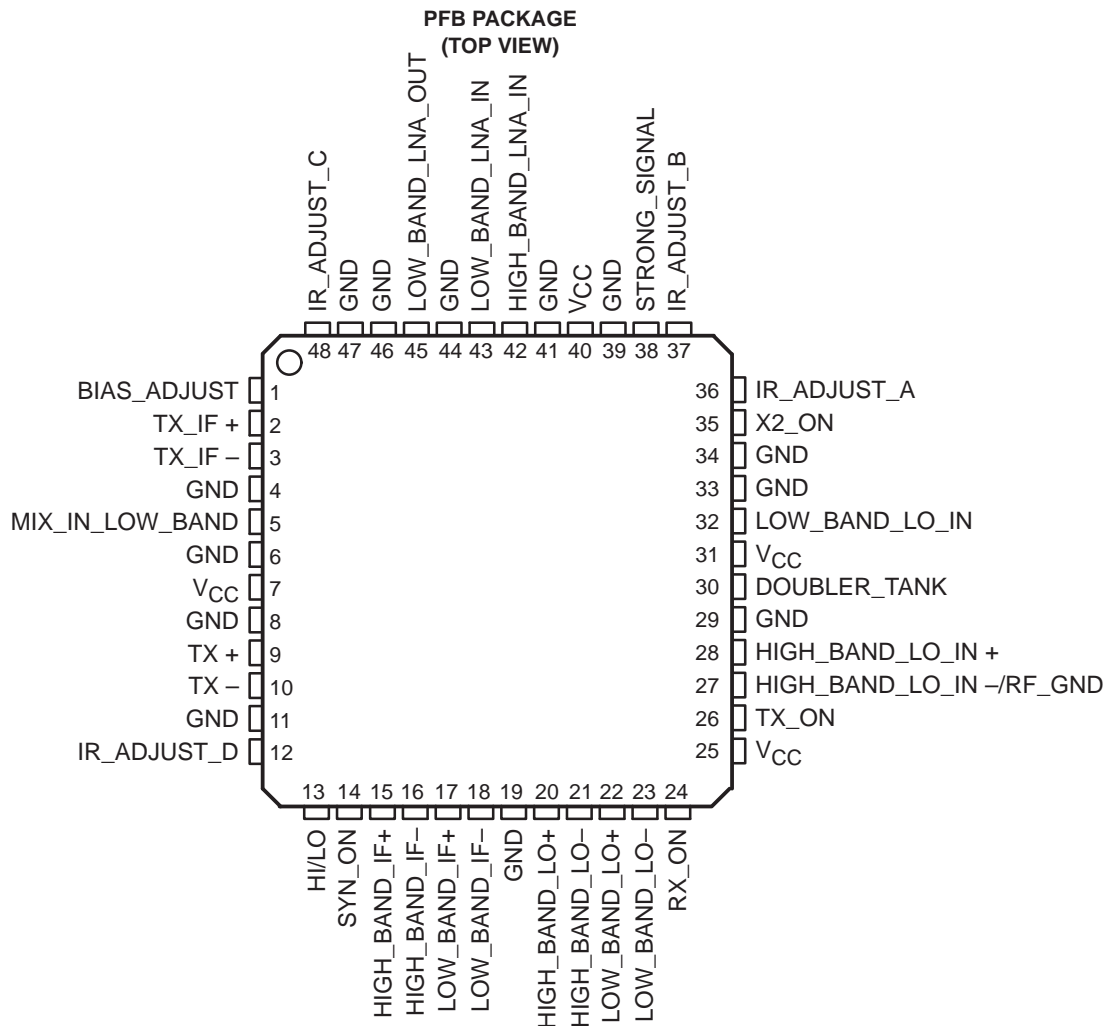 PFB PACKAGE
(TOP VIEW)
IR_ADJUST_C
GND
GND
LOW_BAND_LNA_OUT
GND
LOW_BAND_LNA_IN
HIGH_BAND_LNA_IN
GND
VCC
GND
STRONG_SIGNAL
IR_ADJUST_B
48 47 46 45 44 43 42 41 40 39 38 37
BIAS_ADJUST 1
TX_IF + 2
TX_IF – 3
GND 4
MIX_IN_LOW_BAND 5
GND 6
VCC 7
GND 8
TX + 9
TX – 10
GND 11
IR_ADJUST_D 12
36 IR_ADJUST_A
35 X2_ON
34 GND
33 GND
32 LOW_BAND_LO_IN
31 VCC
30 DOUBLER_TANK
29 GND
28 HIGH_BAND_LO_IN +
27 HIGH_BAND_LO_IN –/RF_GND
26 TX_ON
25 VCC
13 14 15 16 17 18 19 20 21 22 23 24
HI/LO
SYN_ON
HIGH_BAND_IF+
HIGH_BAND_IF–
LOW_BAND_IF+
LOW_BAND_IF–
GND
HIGH_BAND_LO+
HIGH_BAND_LO–
LOW_BAND_LO+
LOW_BAND_LO–
RX_ON